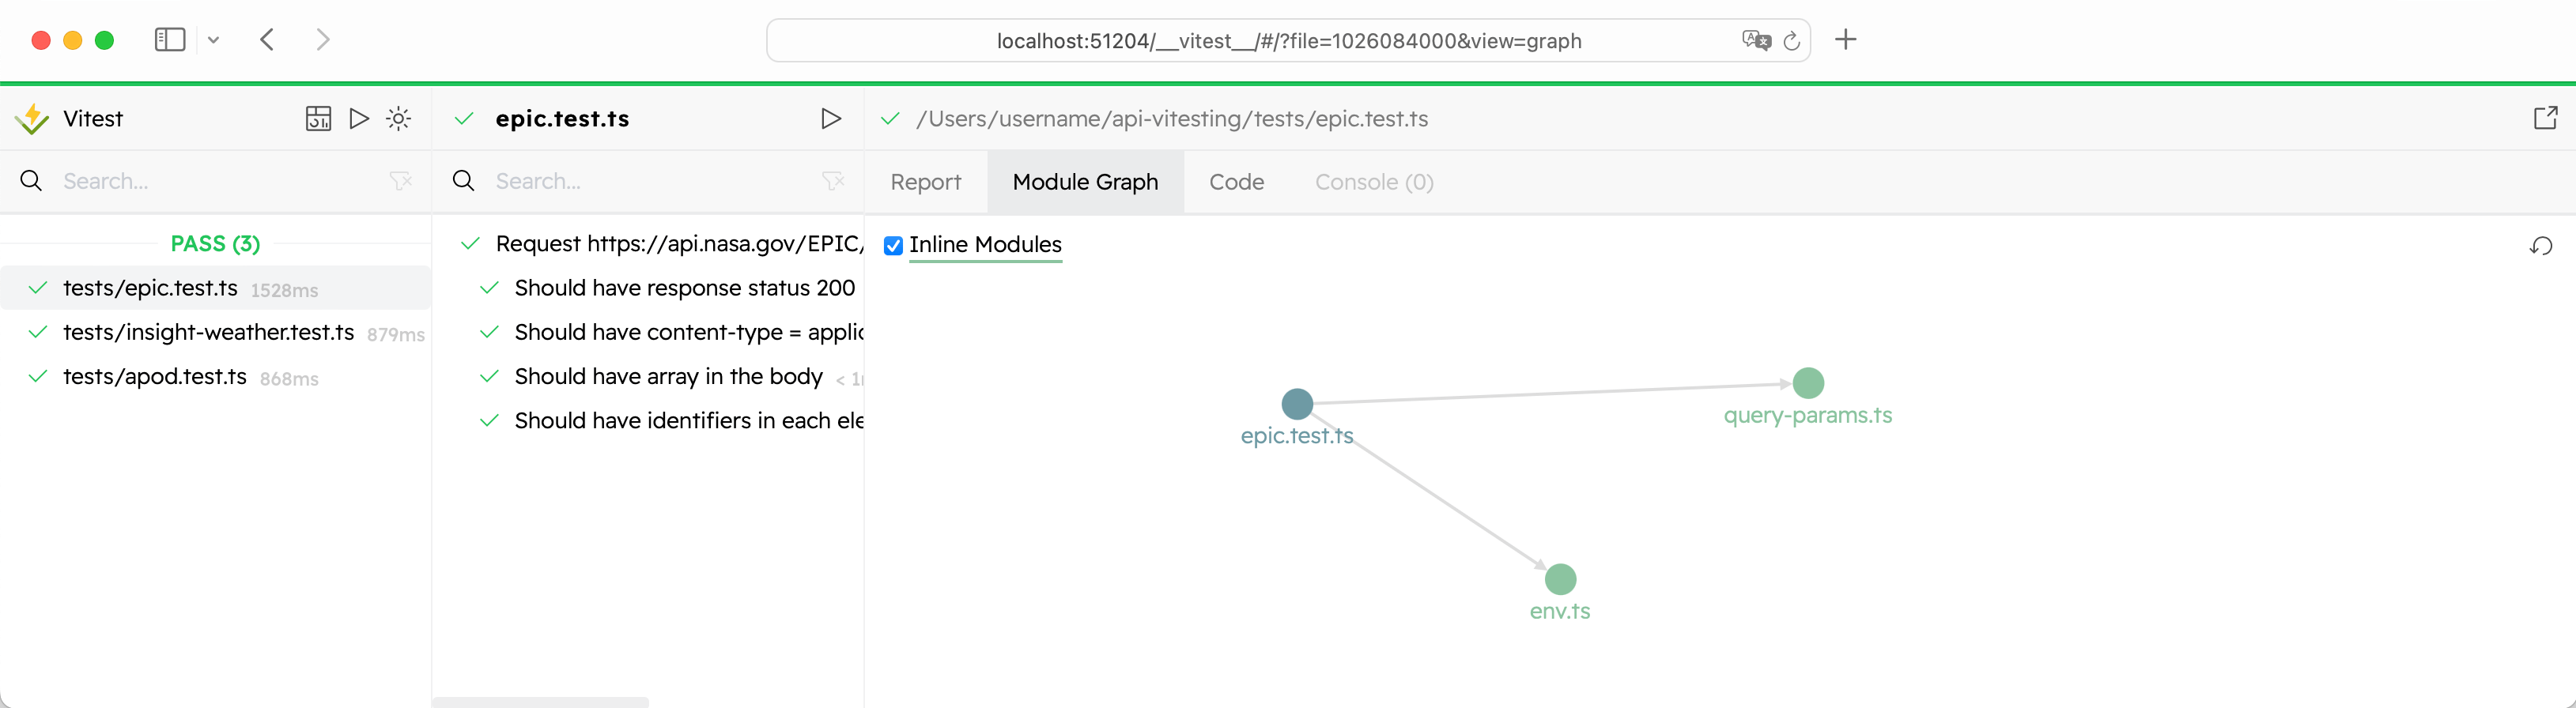 localhost:51204/__vitest__/#/?file=1026084000&view=graph
Vitest
epic.test.ts
/Users/username/api-vitesting/tests/epic.test.ts
Search...
Search...
Report
Module Graph
Code
Console (0)
PASS (3)
tests/epic.test.ts 1528ms
tests/insight-weather.test.ts 879ms
tests/apod.test.ts 868ms
Request https://api.nasa.gov/EPIC/
Should have response status 200
Should have content-type = applic
Should have array in the body < 1
Should have identifiers in each ele
Inline Modules
epic.test.ts
query-params.ts
env.ts